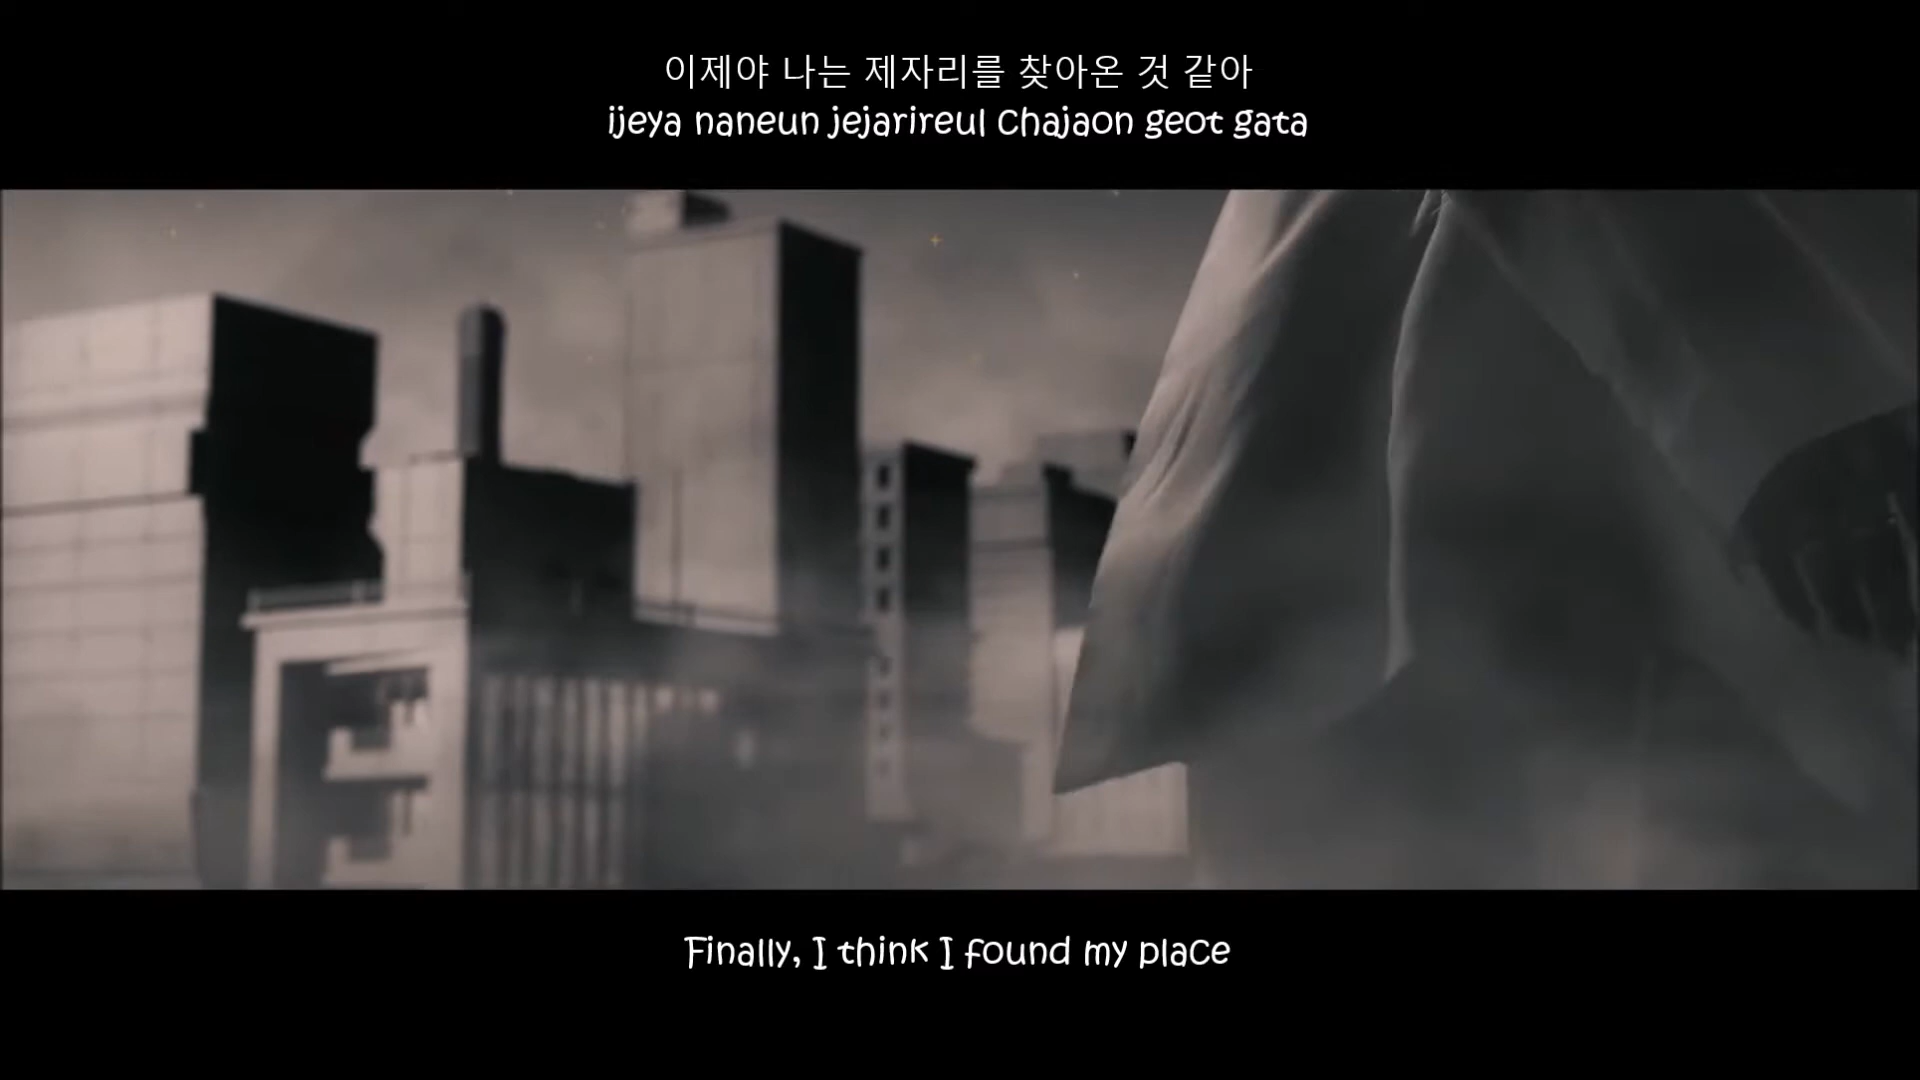 이제야 나는 제자리를 찾아온 것 같아
ijeya naneun jejarireul Chajaon geot gata
Finally, I think I found my place